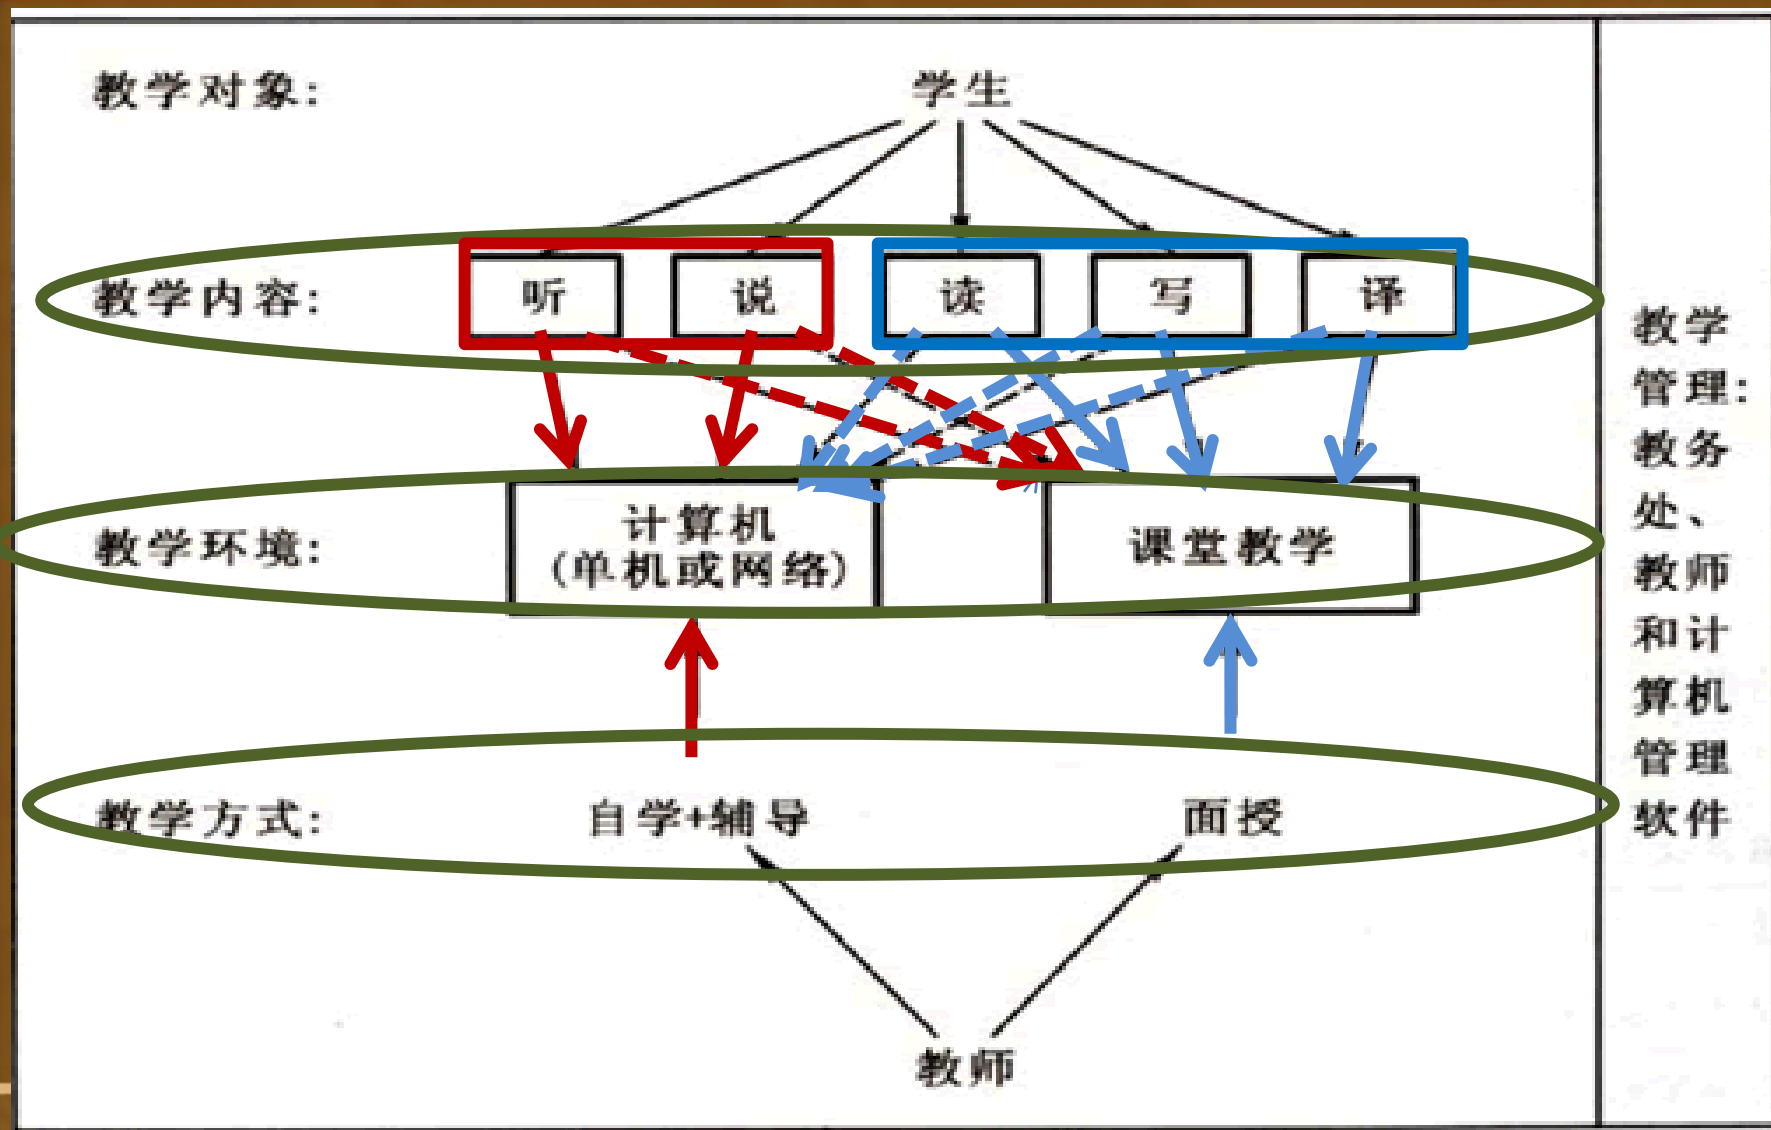 教学对象:
学生
教学内容:
听
说
读
写
译
教学环境:
计算机
(单机或网络)
课堂教学
教学方式:
自学+辅导
面授
教师
教学
管理:
教务
处、
教师
和计
算机
管理
软件